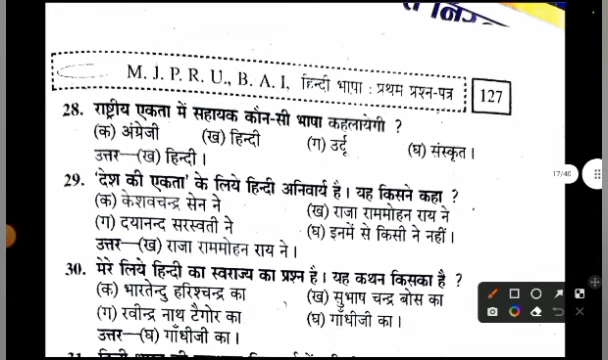 M. J. P. R. U., B. A. I, हिन्दी भाषा : प्रथम प्रश्न-पत्र 127
28. राष्ट्रीय एकता में सहायक कौन-सी भाषा कहलायेगी ?
(क) अंग्रेजी (ख) हिन्दी (ग) उर्दू (घ) संस्कृत।
उत्तर—(ख) हिन्दी।
29. 'देश की एकता' के लिये हिन्दी अनिवार्य है। यह किसने कहा ?
(क) केशवचन्द्र सेन ने (ख) राजा राममोहन राय ने
(ग) दयानन्द सरस्वती ने (घ) इनमें से किसी ने नहीं।
उत्तर—(ख) राजा राममोहन राय ने।
17/40
30. मेरे लिये हिन्दी का स्वराज्य का प्रश्न है। यह कथन किसका है ?
(क) भारतेन्दु हरिश्चन्द्र का (ख) सुभाष चन्द्र बोस का
(ग) रवीन्द्र नाथ टैगोर का (घ) गाँधीजी का।
उत्तर—(घ) गाँधीजी का।